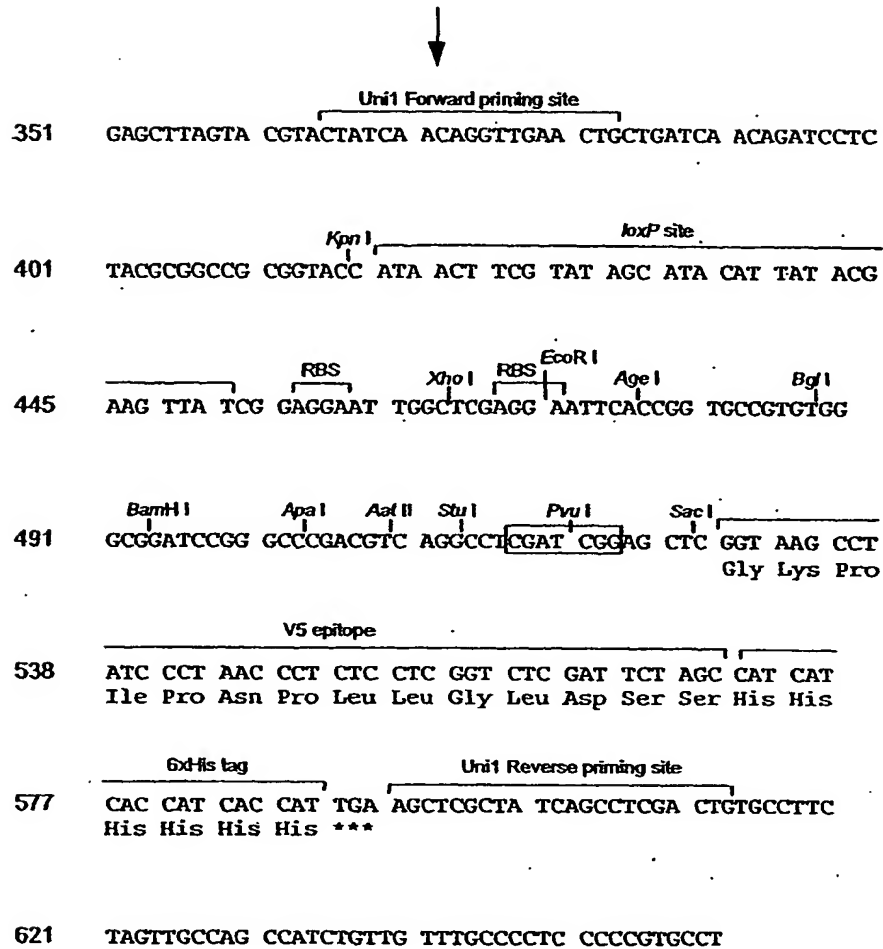 Uni1 Forward priming site
351 GAGCTTAGTA CGTACTATCAA ACAGGTTGAA CTGCTGATCAA ACAGATCCTC
Kpn I loxP site
401 TACGCGGCCG CGGTACC ATA ACT TCG TAT AGC ATA CAT TAT ACG
RBS Xho I RBS EcoR I Age I Bgl I
445 AAG TTA TCGG AGGAAT TGGCTCGAGG AATTCACCGG TGCCGTGTGG
BamH I Apa I Aat II Stu I Pvu I Sac I
491 GCGGATCCGG GCCCGACGTC AGGCCTCGAT CGGAG CTC GGT AAG CCT
Gly Lys Pro
V5 epitope
538 ATC CCT AAC CCT CTC CTC GGT CTC GAT TCT AGC CAT CAT
Ile Pro Asn Pro Leu Leu Gly Leu Asp Ser Ser His His
6xHis tag Uni1 Reverse priming site
577 CAC CAT CAC CAT TGA AGCTCGCTA TCAGCCTCGA CTGTGCCTTC
His His His His ***
621 TAGTTGCCAG CCATCTGTTG TTTGCCCCTC CCCCGTGCCT